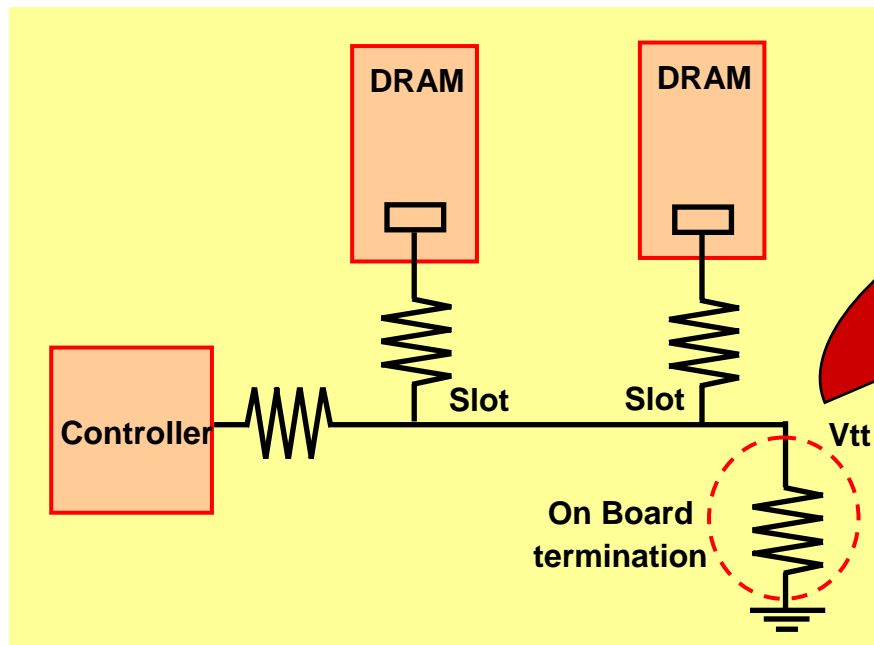 DRAM
DRAM
Slot
Slot
Controller
Vtt
On Board
termination